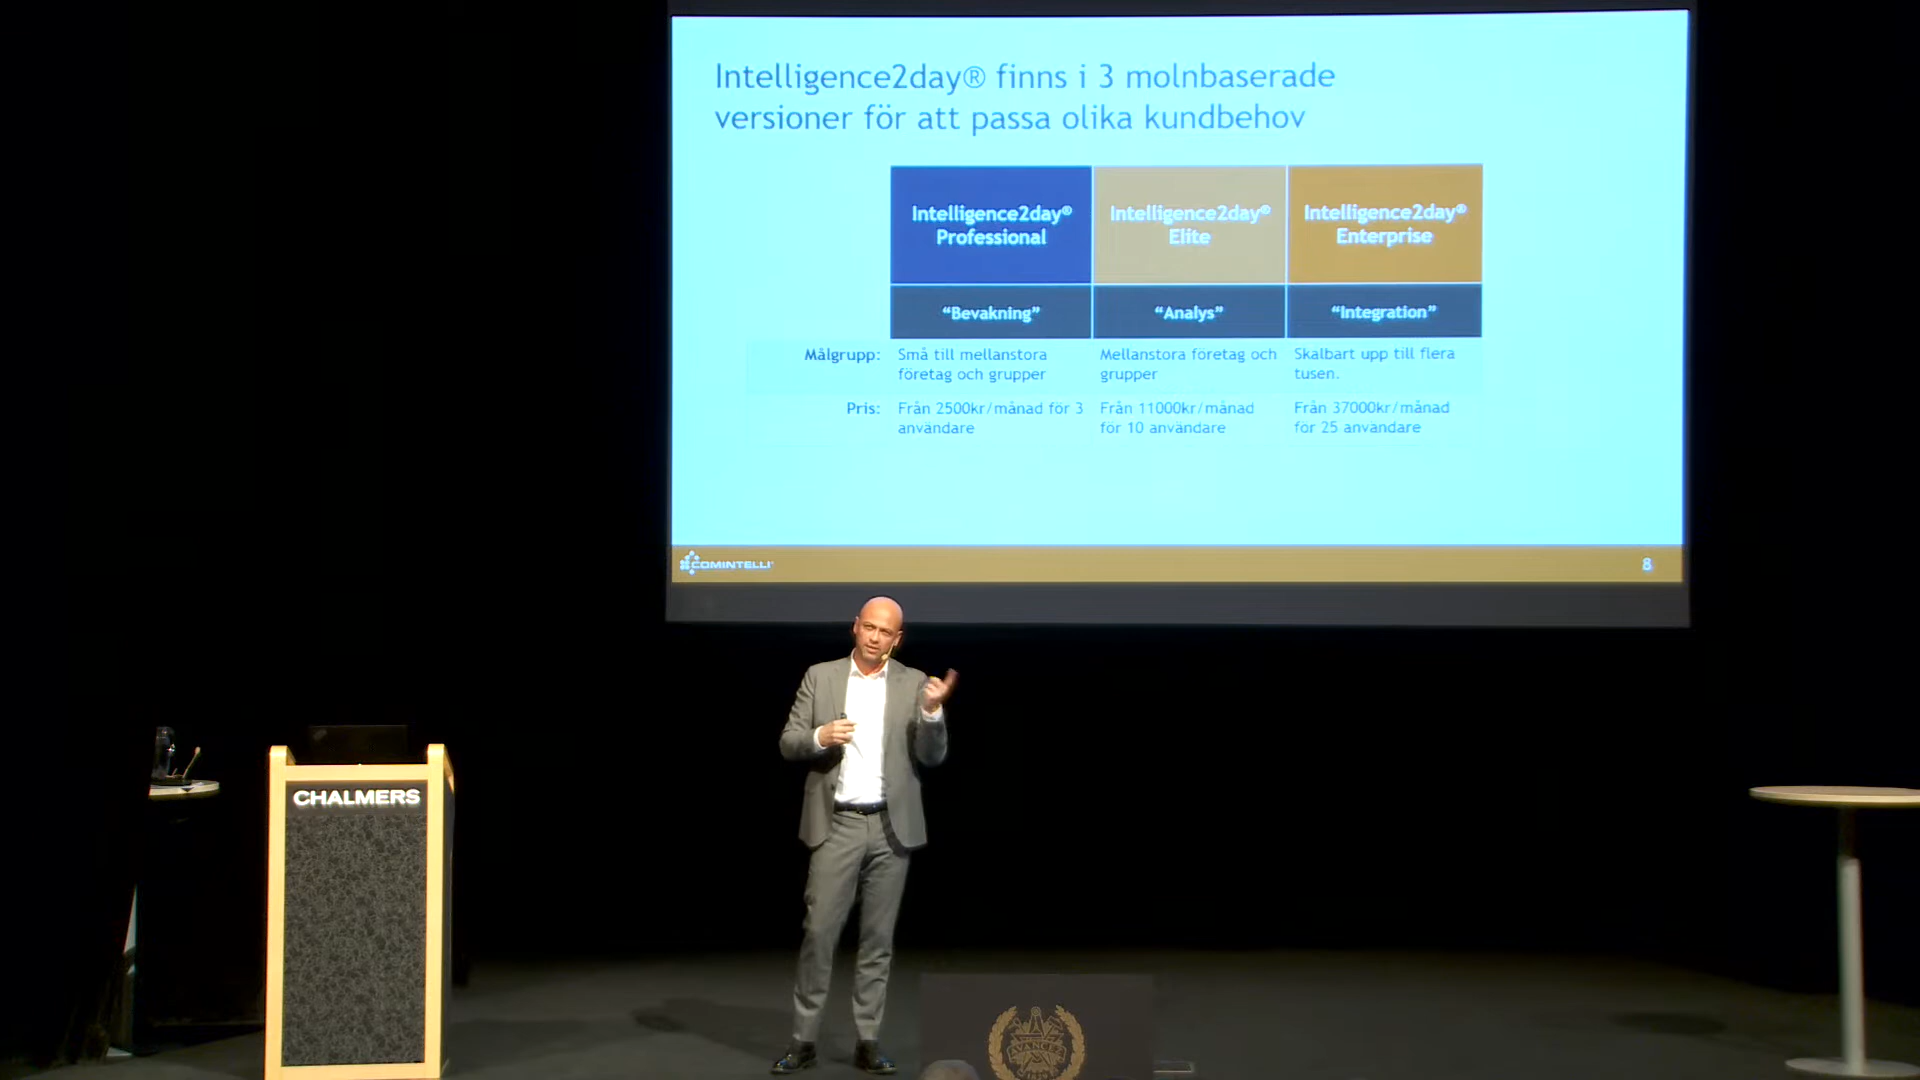 Intelligence2day® finns i 3 molnbaserade
versioner för att passa olika kundbehov
Intelligence2day®
Professional
Intelligence2day®
Elite
Intelligence2day®
Enterprise
“Bevakning”
“Analys”
“Integration”
Målgrupp:
Små till mellanstora
företag och grupper
Mellanstora företag och
grupper
Skalbart upp till flera
tusen.
Pris:
Från 2500kr/månad för 3
användare
Från 11000kr/månad
för 10 användare
Från 37000kr/månad
för 25 användare
COMINTELLI
8
CHALMERS
AVANCEZ